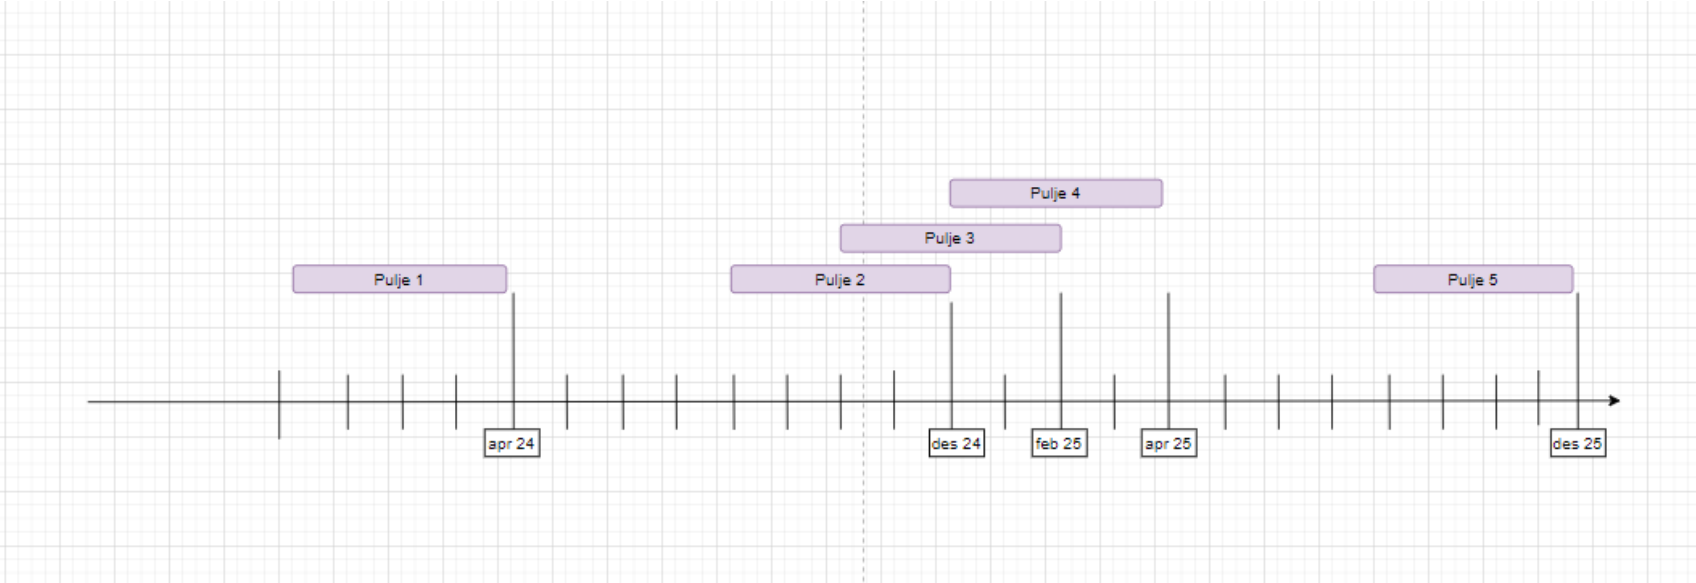 Pulje 4
Pulje 3
Pulje 1
Pulje 2
Pulje 5
apr 24
des 24
feb 25
apr 25
des 25